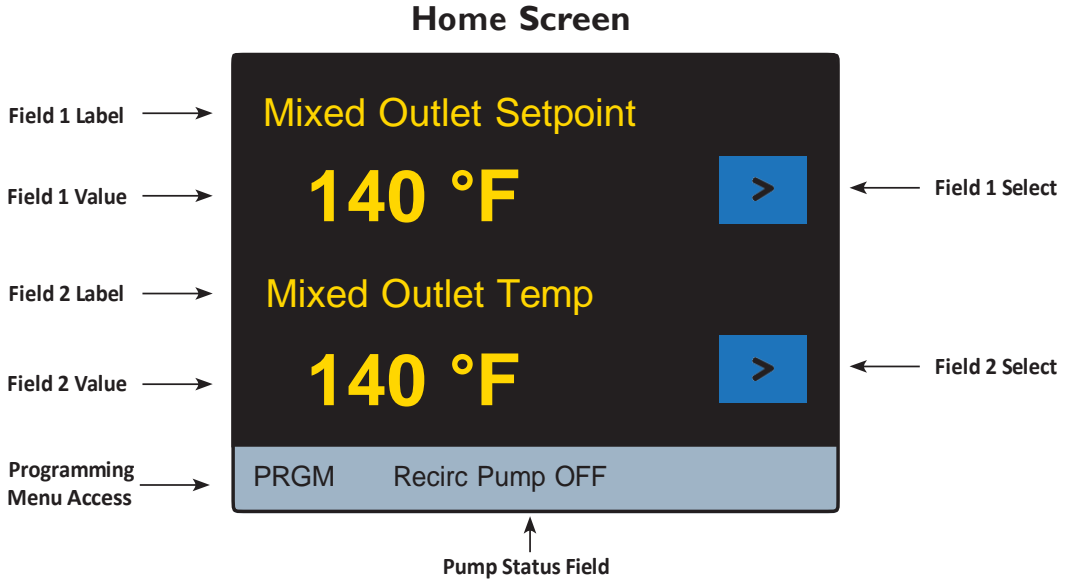 Home Screen
Field 1 Label
Mixed Outlet Setpoint
Field 1 Value
140 °F
>
Field 1 Select
Field 2 Label
Mixed Outlet Temp
Field 2 Value
140 °F
>
Field 2 Select
Programming
Menu Access
PRGM
Recirc Pump OFF
Pump Status Field